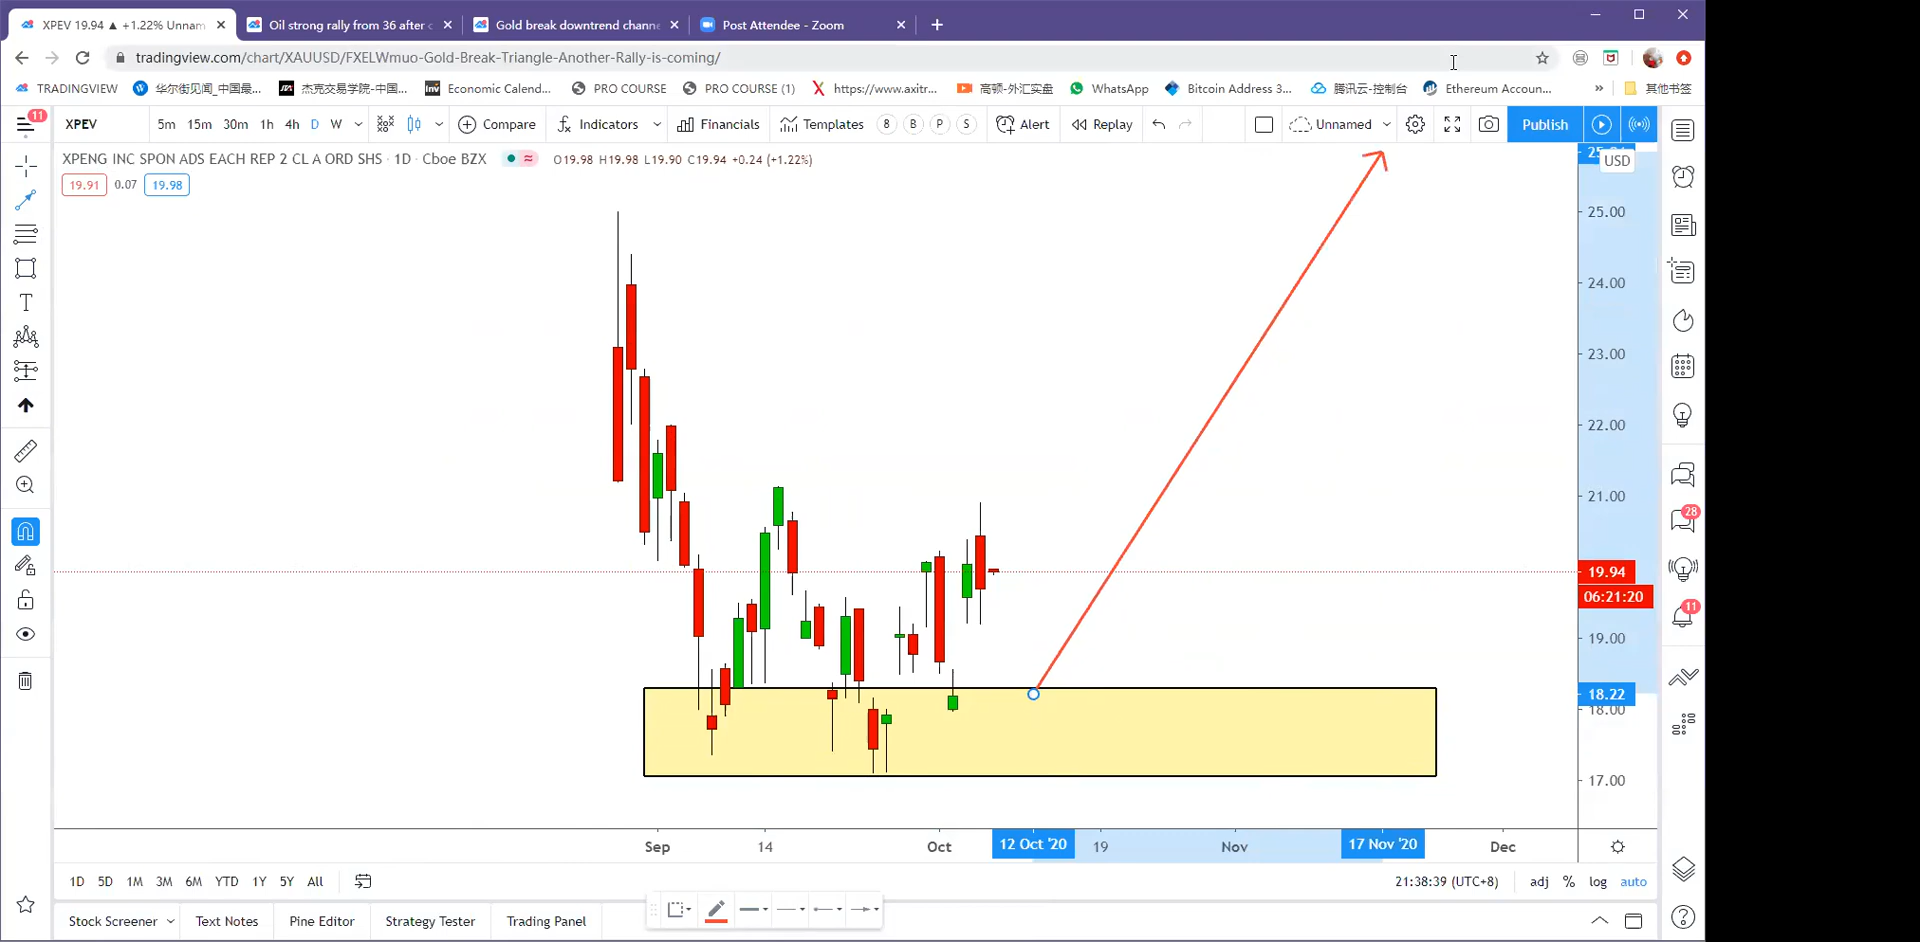 XPEV 19.94 ▲ +1.22% Unnam
Oil strong rally from 36 after
Gold break downtrend chann
Post Attendee - Zoom
tradingview.com/chart/XAUUSD/FXELWmuo-Gold-Break-Triangle-Another-Rally-is-coming/
TRADINGVIEW
华尔街见闻_中国最...
杰克交易学院-中国...
Economic Calend...
PRO COURSE
PRO COURSE (1)
https://www.axitr...
高顿-外汇实盘
WhatsApp
Bitcoin Address 3...
腾讯云-控制台
Ethereum Accoun...
»
其他书签
11
XPEV
5m 15m 30m 1h 4h D W
Compare
Indicators
Financials
Templates
8 B P S
Alert
Replay
Unnamed
Publish
XPENG INC SPON ADS EACH REP 2 CL A ORD SHS · 1D · Cboe BZX
O19.98 H19.98 L19.90 C19.94 +0.24 (+1.22%)
19.91 0.07 19.98
USD
25.00
24.00
23.00
22.00
21.00
19.94
06:21:20
19.00
18.22
18.00
17.00
28
11
Sep 14 Oct 12 Oct '20 19 Nov 17 Nov '20 Dec
1D 5D 1M 3M 6M YTD 1Y 5Y All
21:38:39 (UTC+8) adj % log auto
Stock Screener Text Notes Pine Editor Strategy Tester Trading Panel